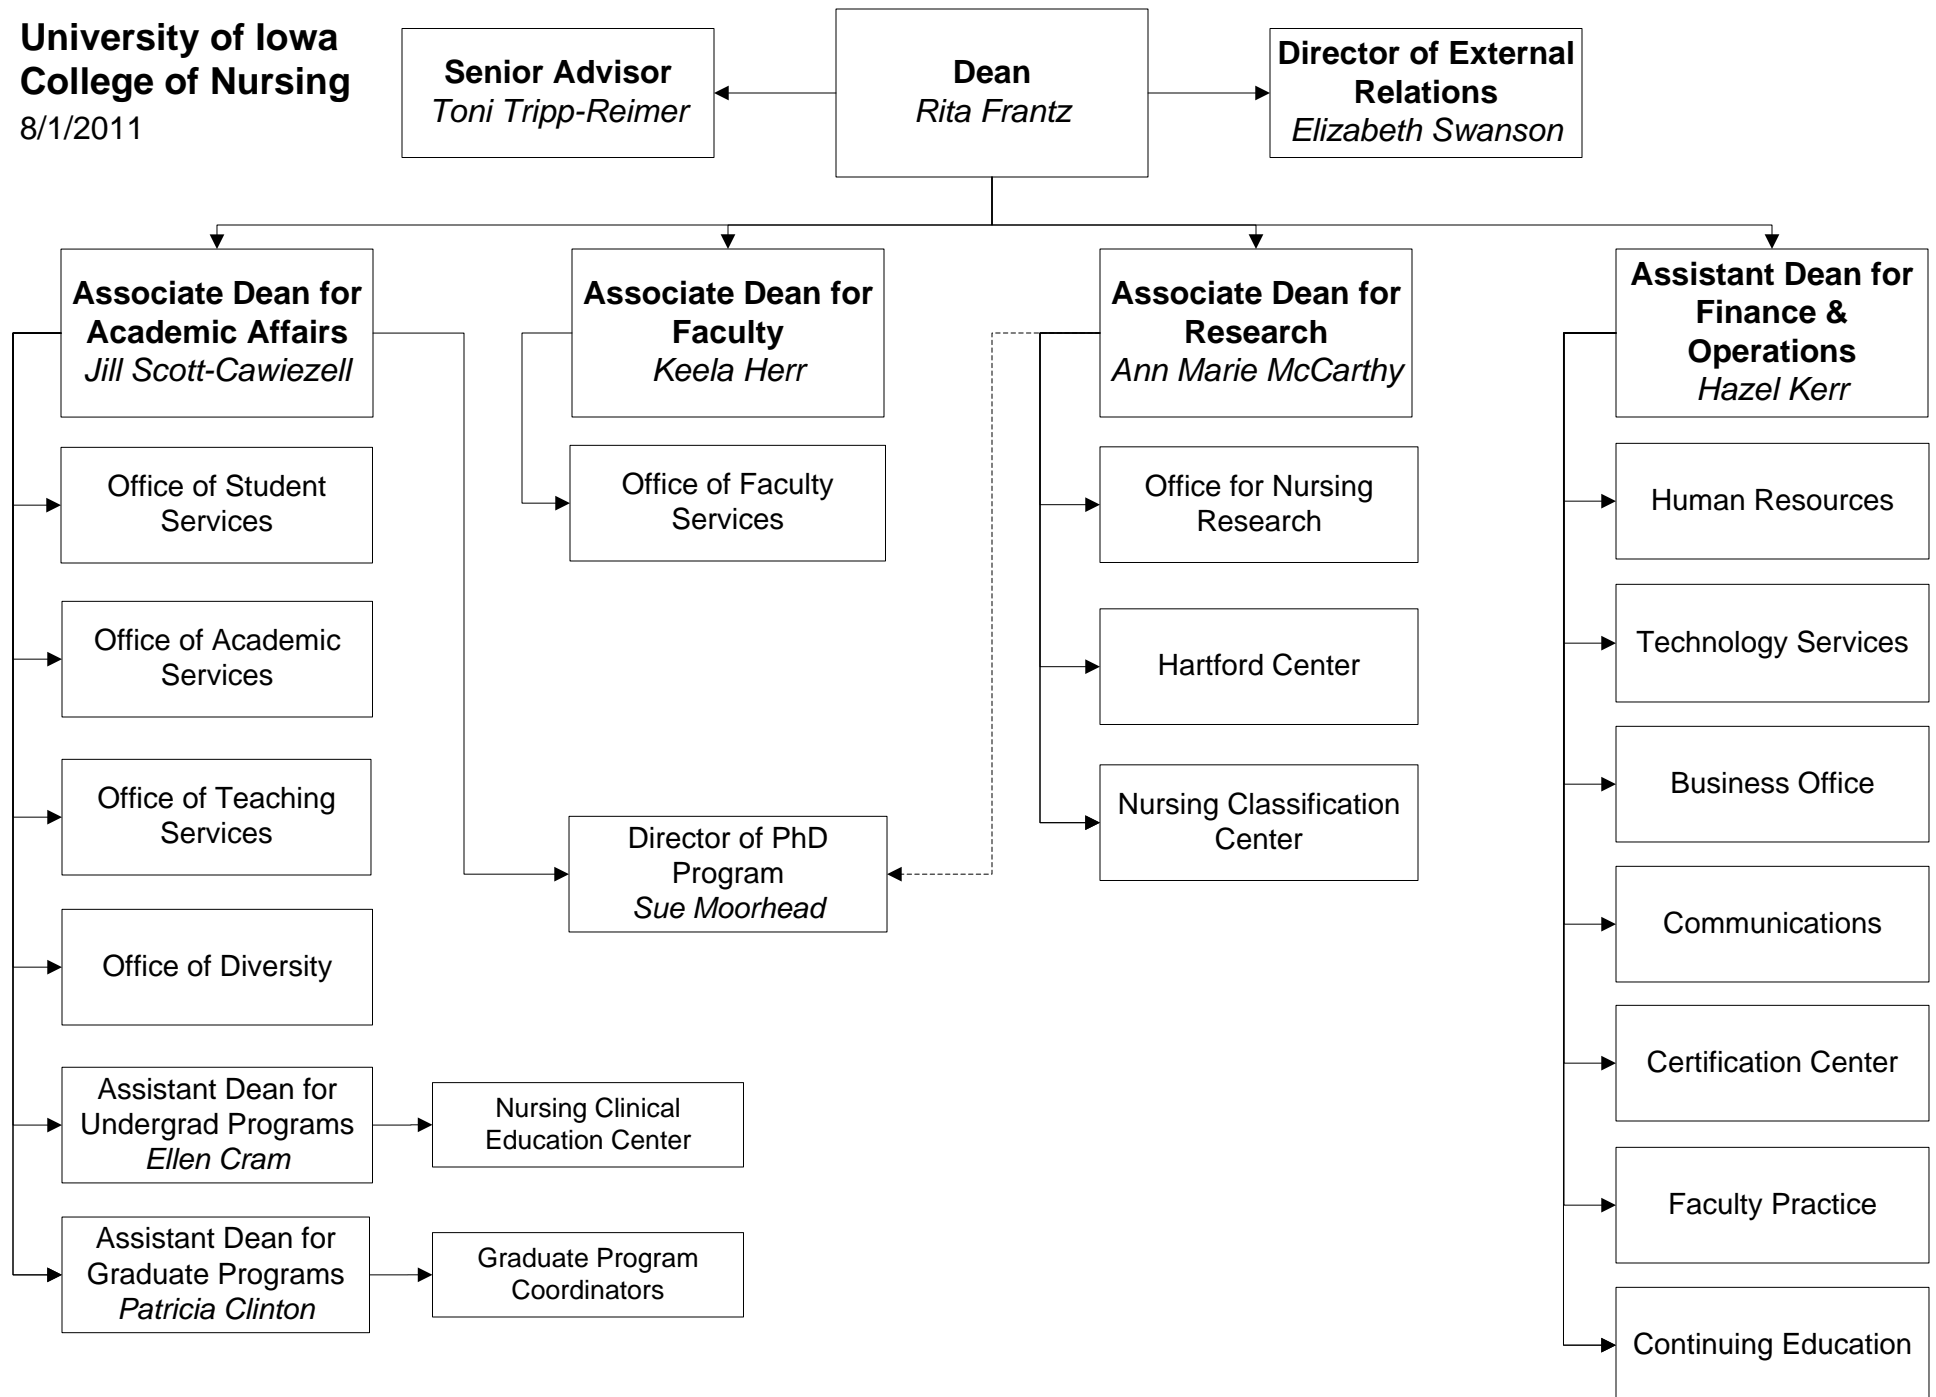 University of Iowa
College of Nursing
8/1/2011
Senior Advisor
Toni Tripp-Reimer
Dean
Rita Frantz
Director of External
Relations
Elizabeth Swanson
Associate Dean for
Academic Affairs
Jill Scott-Cawiezell
Associate Dean for
Faculty
Keela Herr
Associate Dean for
Research
Ann Marie McCarthy
Assistant Dean for
Finance &
Operations
Hazel Kerr
Office of Student
Services
Office of Academic
Services
Office of Teaching
Services
Office of Diversity
Assistant Dean for
Undergrad Programs
Ellen Cram
Nursing Clinical
Education Center
Assistant Dean for
Graduate Programs
Patricia Clinton
Graduate Program
Coordinators
Office of Faculty
Services
Director of PhD
Program
Sue Moorhead
Office for Nursing
Research
Hartford Center
Nursing Classification
Center
Human Resources
Technology Services
Business Office
Communications
Certification Center
Faculty Practice
Continuing Education